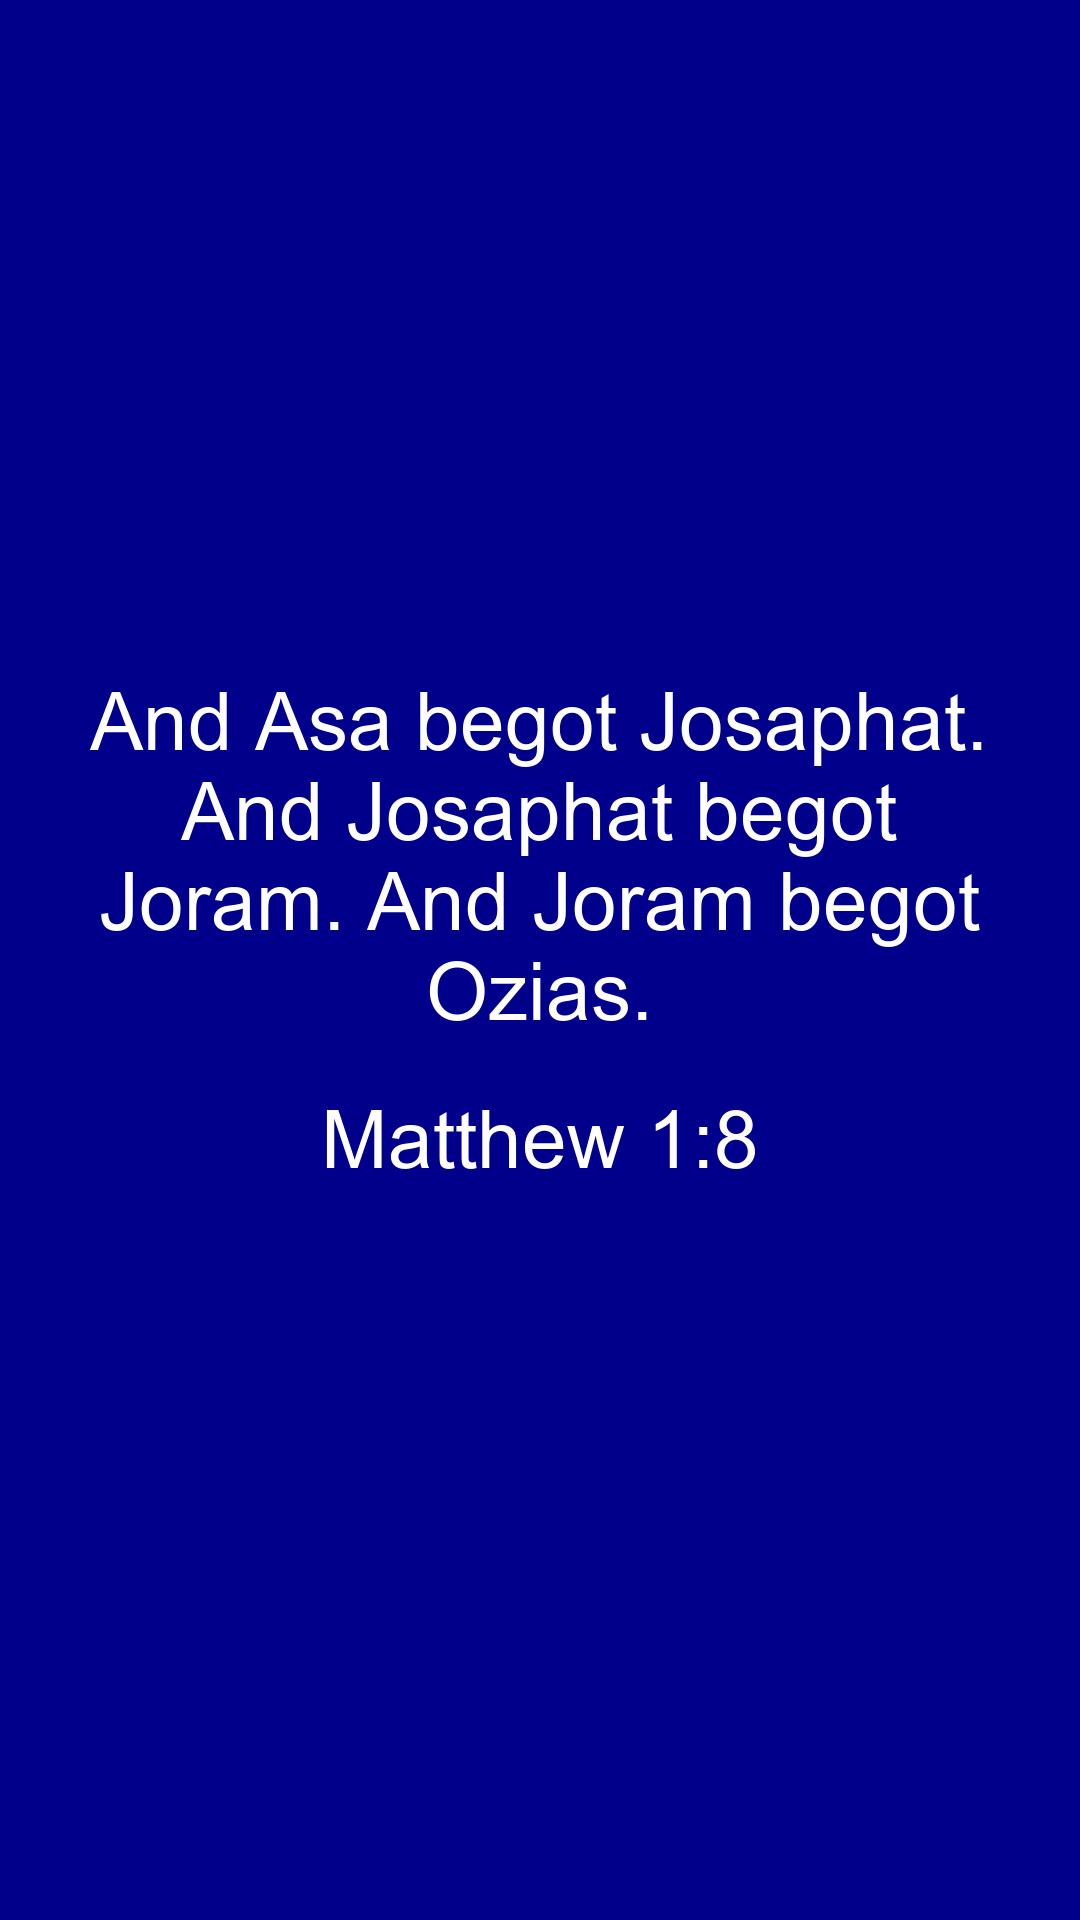 And Asa begot Josaphat.
And Josaphat begot
Joram. And Joram begot
Ozias.
Matthew 1:8